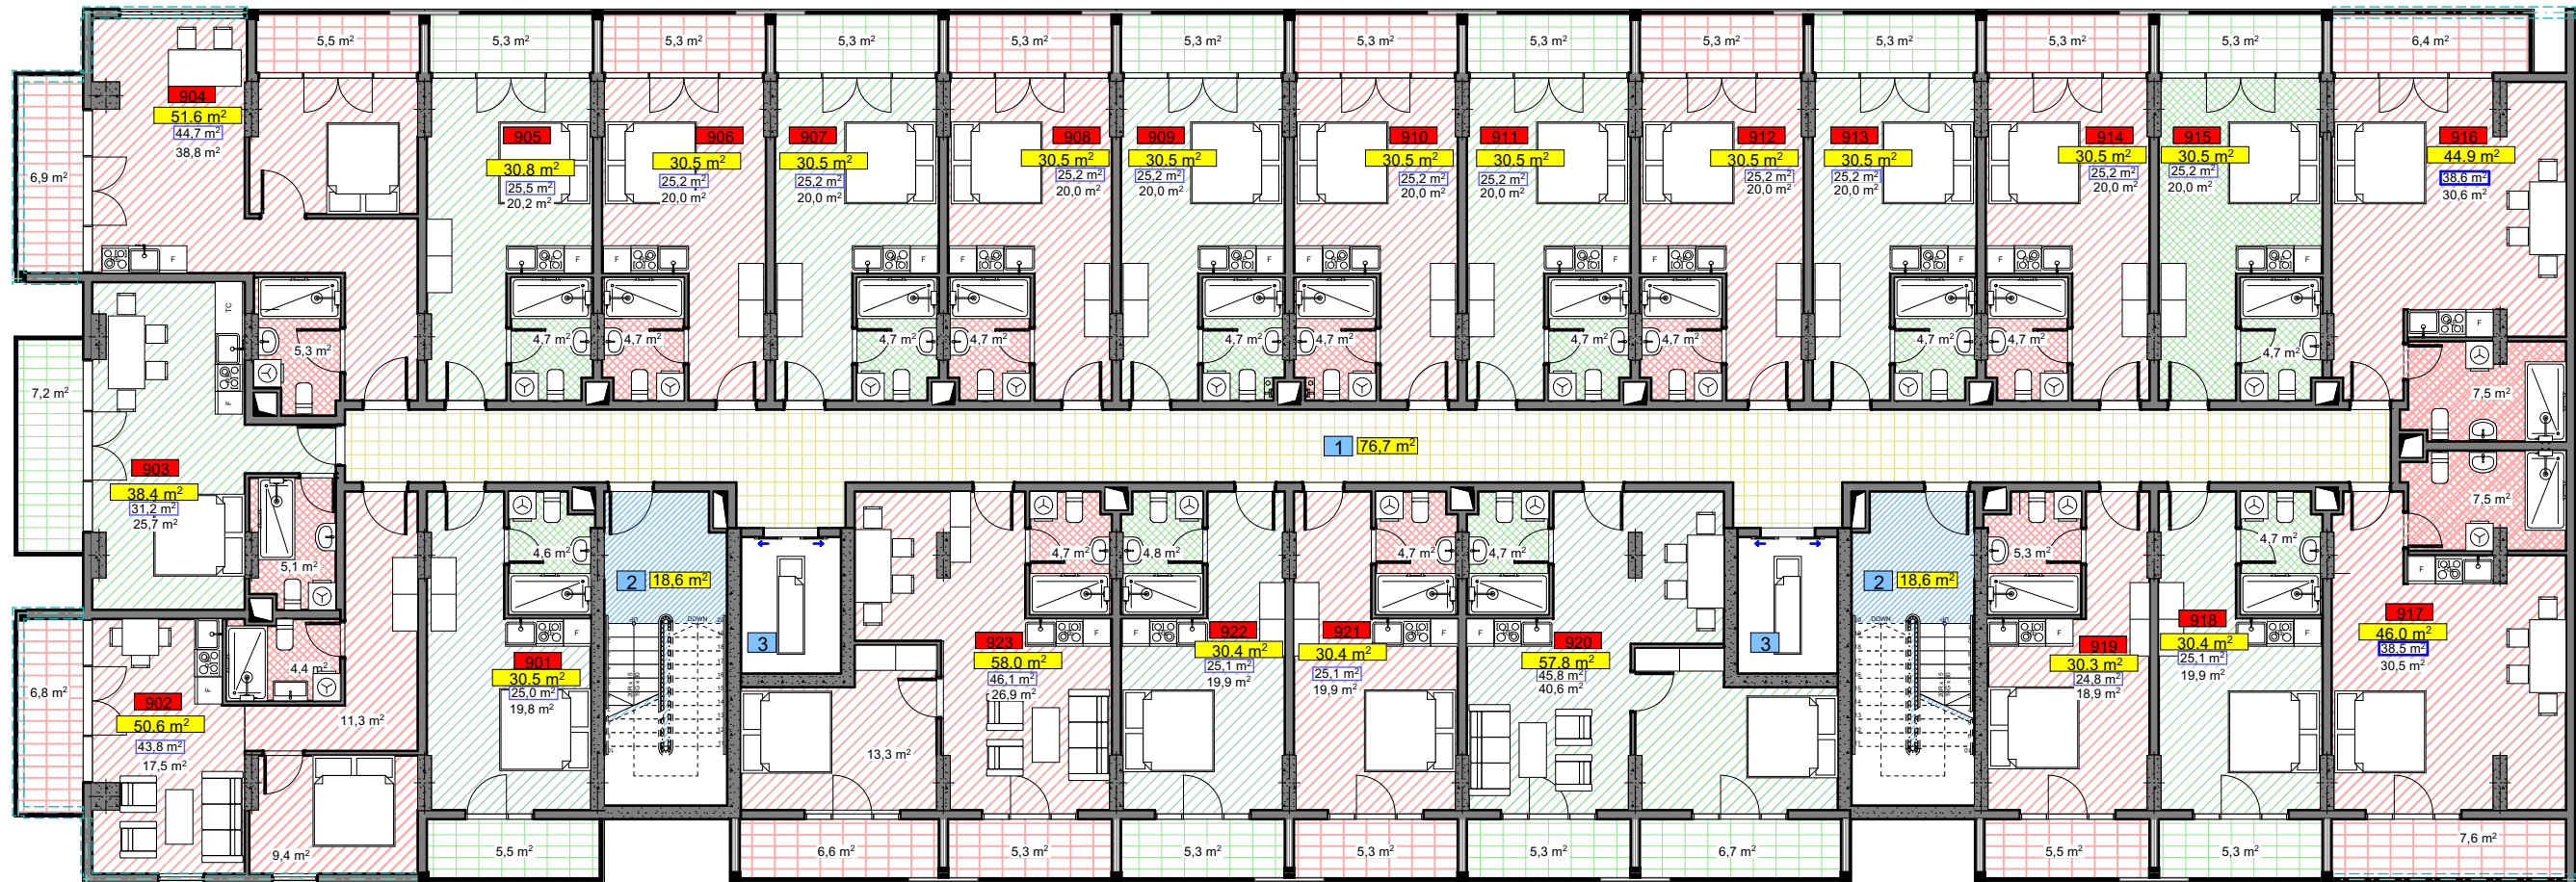 5,5 m²
5,3 m²
5,3 m²
5,3 m²
5,3 m²
5,3 m²
5,3 m²
5,3 m²
5,3 m²
5,3 m²
5,3 m²
5,3 m²
6,4 m²
904
51.6 m²
44,7 m²
38,8 m²
6,9 m²
F
905
30.8 m²
25,5 m²
20,2 m²
F
4,7 m²
906
30.5 m²
25,2 m²
20,0 m²
F
4,7 m²
907
30.5 m²
25,2 m²
20,0 m²
F
4,7 m²
908
30.5 m²
25,2 m²
20,0 m²
F
4,7 m²
909
30.5 m²
25,2 m²
20,0 m²
F
4,7 m²
910
30.5 m²
25,2 m²
20,0 m²
F
4,7 m²
911
30.5 m²
25,2 m²
20,0 m²
F
4,7 m²
912
30.5 m²
25,2 m²
20,0 m²
F
4,7 m²
913
30.5 m²
25,2 m²
20,0 m²
F
4,7 m²
914
30.5 m²
25,2 m²
20,0 m²
F
4,7 m²
915
30.5 m²
25,2 m²
20,0 m²
F
4,7 m²
916
44,9 m²
38,6 m²
30,6 m²
F
7,5 m²
5,3 m²
TC
F
7,2 m²
903
38.4 m²
31,2 m²
25,7 m²
5,1 m²
1 76,7 m²
7,5 m²
4,6 m²
2 18,6 m²
3
4,7 m²
4,8 m²
4,7 m²
4,7 m²
3
2 18,6 m²
5,3 m²
4,7 m²
F
6,8 m²
4,4 m²
F
902
50.6 m²
43,8 m²
17,5 m²
11,3 m²
9,4 m²
F
901
30.5 m²
25,0 m²
19,8 m²
UP
DOWN
13,3 m²
F
923
58.0 m²
46,1 m²
26,9 m²
F
922
30.4 m²
25,1 m²
19,9 m²
F
921
30.4 m²
25,1 m²
19,9 m²
F
920
57.8 m²
45,8 m²
40,6 m²
DOWN
UP
F
919
30.3 m²
24,8 m²
18,9 m²
F
918
30.4 m²
25,1 m²
19,9 m²
917
46.0 m²
38,5 m²
30,5 m²
5,5 m²
6,6 m²
5,3 m²
5,3 m²
5,3 m²
5,3 m²
6,7 m²
5,5 m²
5,3 m²
7,6 m²